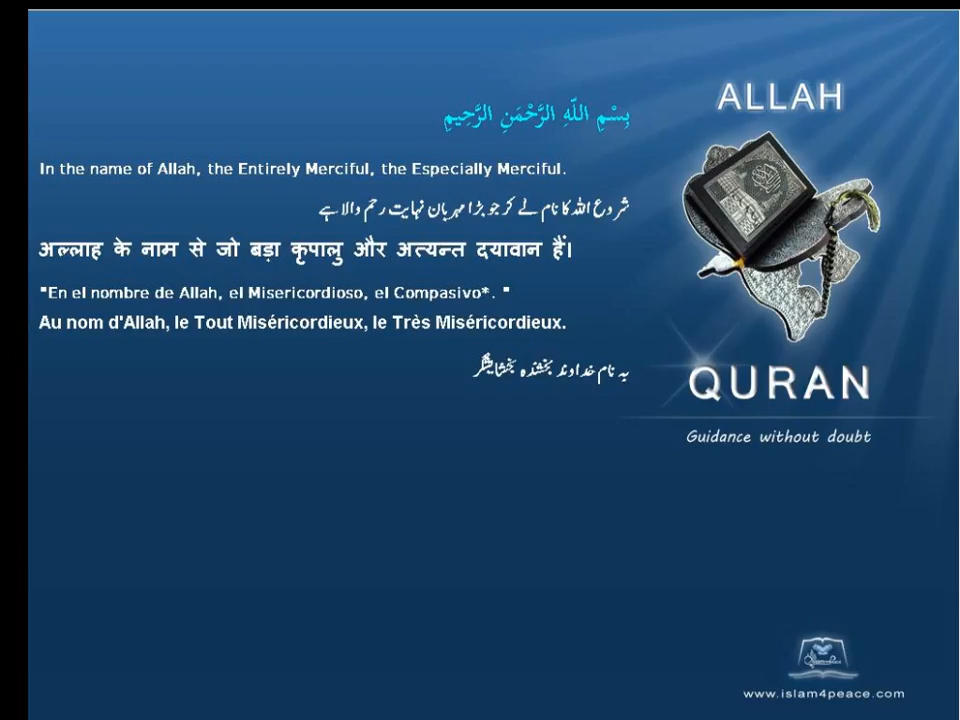 بِسْمِ اللَّهِ الرَّحْمَنِ الرَّحِيمِ
In the name of Allah, the Entirely Merciful, the Especially Merciful.
شروع الله کا نام لے کر جو بڑا مہربان نہایت رحم والا ہے
अल्लाह के नाम से जो बड़ा कृपालु और अत्यन्त दयावान हैं।
"En el nombre de Allah, el Misericordioso, el Compasivo*. "
Au nom d'Allah, le Tout Miséricordieux, le Très Miséricordieux.
به نام خداوند بخشنده بخشایشگر
ALLAH
QURAN
Guidance without doubt
www.islam4peace.com